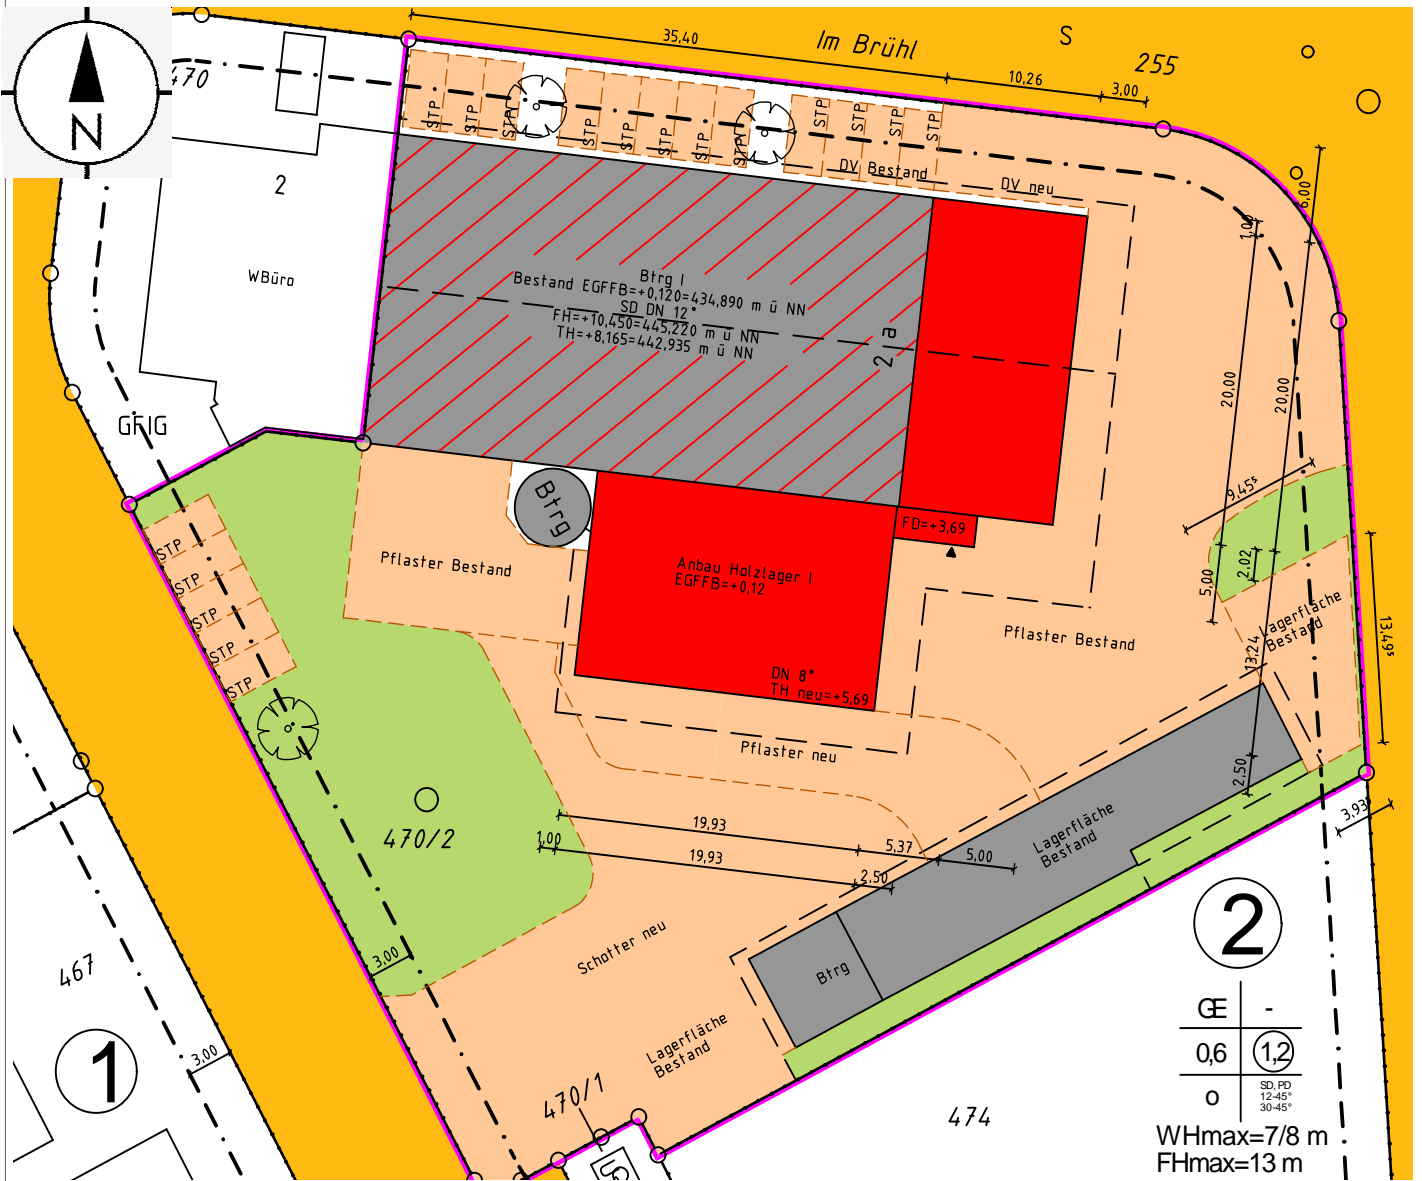 N
470
2
WBüro
GFIG
35,40
Im Brühl
S
255
10,26
3,00
STP
STP
STP
STP
STP
STP
STP
STP
STP
STP
STP
STP
DV Bestand
DV neu
6,00
1,00
Btrg I
Bestand EGFFB=+0,120=434,890 m ü NN
SD DN 12°
FH=+10,450=445,220 m ü NN
TH=+8,165=442,935 m ü NN
2 a
20,00
20,00
9,45⁵
Btrg
FD=+3,69
Pflaster Bestand
Anbau Holzlager I
EGFFB=+0,12
DN 8°
TH neu=+5,69
Pflaster Bestand
5,00
2,02
Lagerfläche
Bestand
13,24
13,49⁵
STP
STP
STP
STP
STP
Pflaster neu
2,50
3,93⁵
470/2
1,00
19,93
19,93
5,37
5,00
2,50
Lagerfläche
Bestand
Schotter neu
Btrg
3,00
467
3,00
1
Lagerfläche
Bestand
470/1
474
2
GE -
0,6 1,2
o SD, PD
12-45°
30-45°
WHmax=7/8 m
FHmax=13 m